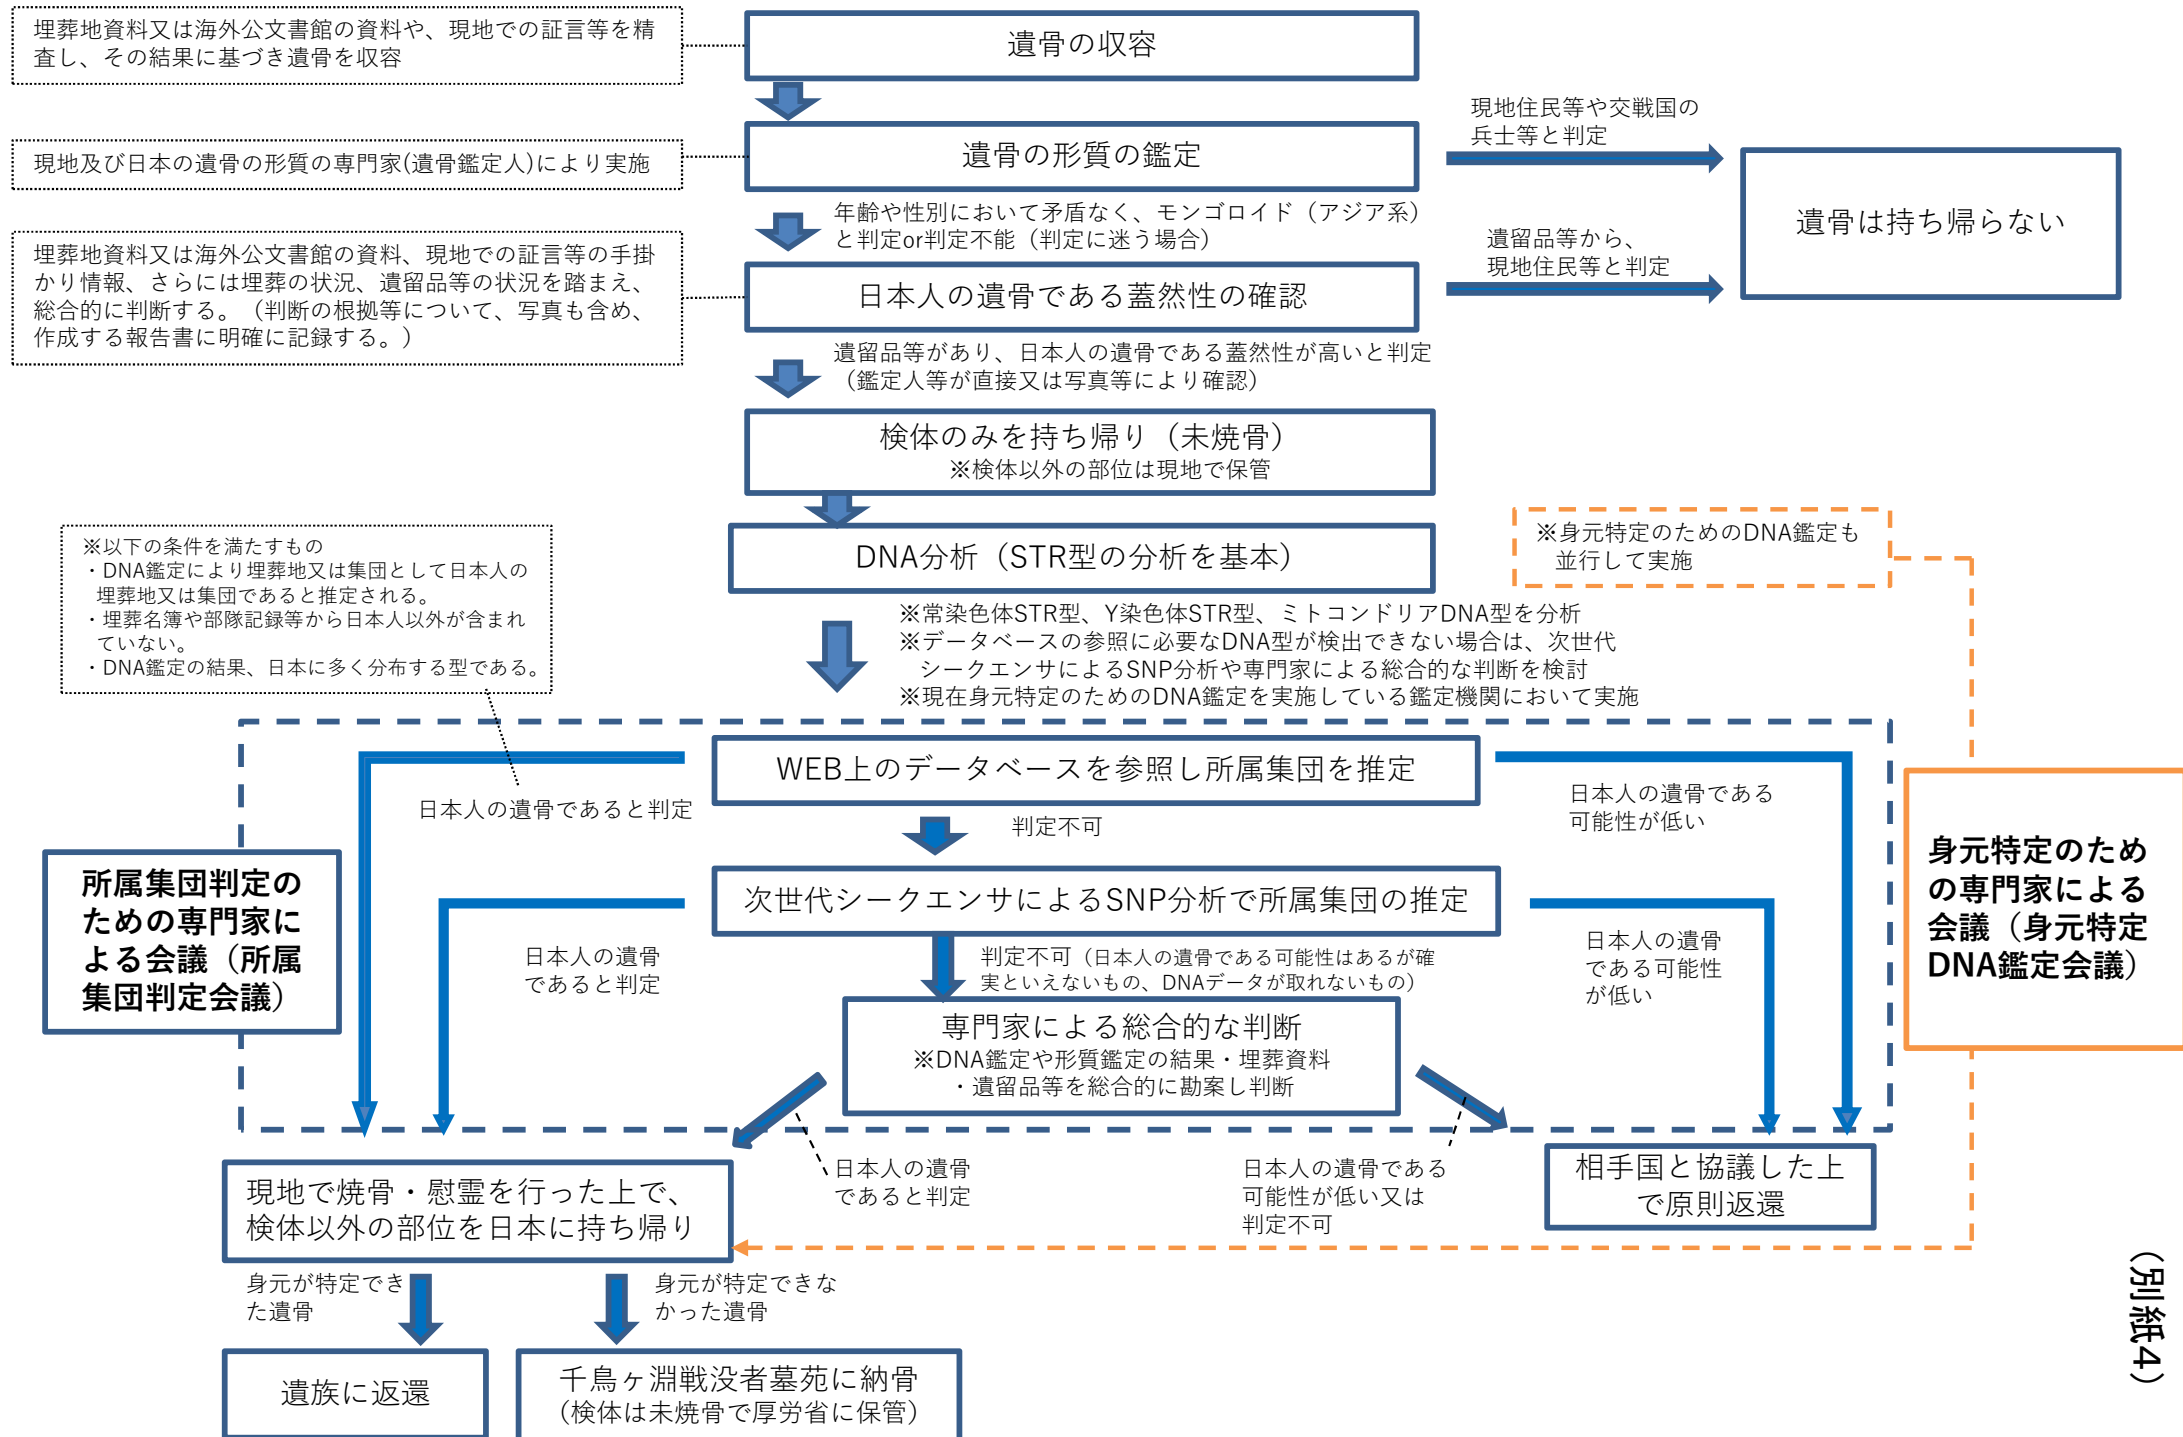 埋葬地資料又は海外公文書館の資料や、現地での証言等を精
査し、その結果に基づき遺骨を収容
遺骨の収容
現地及び日本の遺骨の形質の専門家(遺骨鑑定人)により実施
遺骨の形質の鑑定
現地住民等や交戦国の
兵士等と判定
遺骨は持ち帰らない
年齢や性別において矛盾なく、モンゴロイド（アジア系）
と判定or判定不能（判定に迷う場合）
遺留品等から、
現地住民等と判定
埋葬地資料又は海外公文書館の資料、現地での証言等の手掛
かり情報、さらには埋葬の状況、遺留品等の状況を踏まえ、
総合的に判断する。（判断の根拠等について、写真も含め、
作成する報告書に明確に記録する。）
日本人の遺骨である蓋然性の確認
遺留品等があり、日本人の遺骨である蓋然性が高いと判定
（鑑定人等が直接又は写真等により確認）
検体のみを持ち帰り（未焼骨）
※検体以外の部位は現地で保管
DNA分析（STR型の分析を基本）
※身元特定のためのDNA鑑定も
並行して実施
※以下の条件を満たすもの
・DNA鑑定により埋葬地又は集団として日本人の
埋葬地又は集団であると推定される。
・埋葬名簿や部隊記録等から日本人以外が含まれ
ていない。
・DNA鑑定の結果、日本に多く分布する型である。
※常染色体STR型、Y染色体STR型、ミトコンドリアDNA型を分析
※データベースの参照に必要なDNA型が検出できない場合は、次世代
シークエンサによるSNP分析や専門家による総合的な判断を検討
※現在身元特定のためのDNA鑑定を実施している鑑定機関において実施
WEB上のデータベースを参照し所属集団を推定
日本人の遺骨であると判定
判定不可
日本人の遺骨である
可能性が低い
所属集団判定の
ための専門家に
よる会議（所属
集団判定会議）
身元特定のため
の専門家による
会議（身元特定
DNA鑑定会議）
次世代シークエンサによるSNP分析で所属集団の推定
日本人の遺骨
であると判定
判定不可（日本人の遺骨である可能性はあるが確
実といえないもの、DNAデータが取れないもの）
日本人の遺骨
である可能性
が低い
専門家による総合的な判断
※DNA鑑定や形質鑑定の結果・埋葬資料
・遺留品等を総合的に勘案し判断
日本人の遺骨
であると判定
日本人の遺骨である
可能性が低い又は
判定不可
現地で焼骨・慰霊を行った上で、
検体以外の部位を日本に持ち帰り
相手国と協議した上
で原則返還
身元が特定でき
た遺骨
身元が特定できな
かった遺骨
遺族に返還
千鳥ヶ淵戦没者墓苑に納骨
（検体は未焼骨で厚労省に保管）
（別紙4）